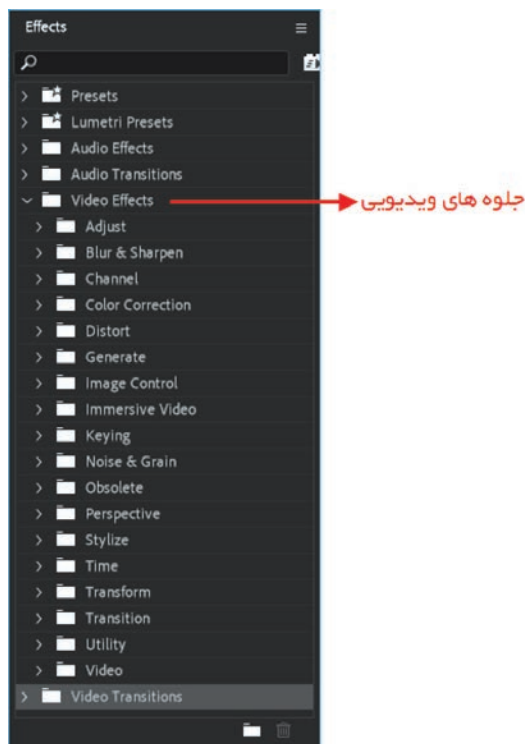 Effects
Presets
Lumetri Presets
Audio Effects
Audio Transitions
Video Effects
جلوه های ویدیویی
Adjust
Blur & Sharpen
Channel
Color Correction
Distort
Generate
Image Control
Immersive Video
Keying
Noise & Grain
Obsolete
Perspective
Stylize
Time
Transform
Transition
Utility
Video
Video Transitions